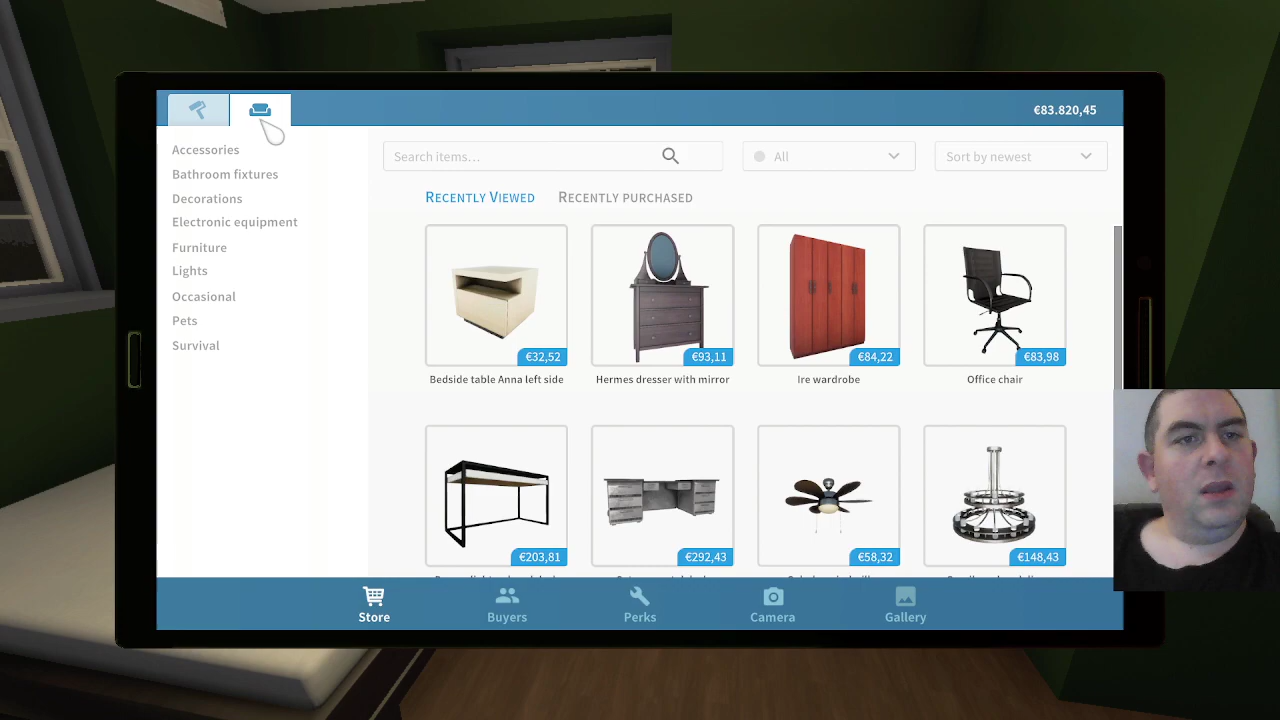 €83.820,45
Accessories
Bathroom fixtures
Decorations
Electronic equipment
Furniture
Lights
Occasional
Pets
Survival
Search items...
All
Sort by newest
RECENTLY VIEWED
RECENTLY PURCHASED
€32,52
€93,11
€84,22
€83,98
Bedside table Anna left side
Hermes dresser with mirror
Ire wardrobe
Office chair
€203,81
€292,43
€58,32
€148,43
Store
Buyers
Perks
Camera
Gallery